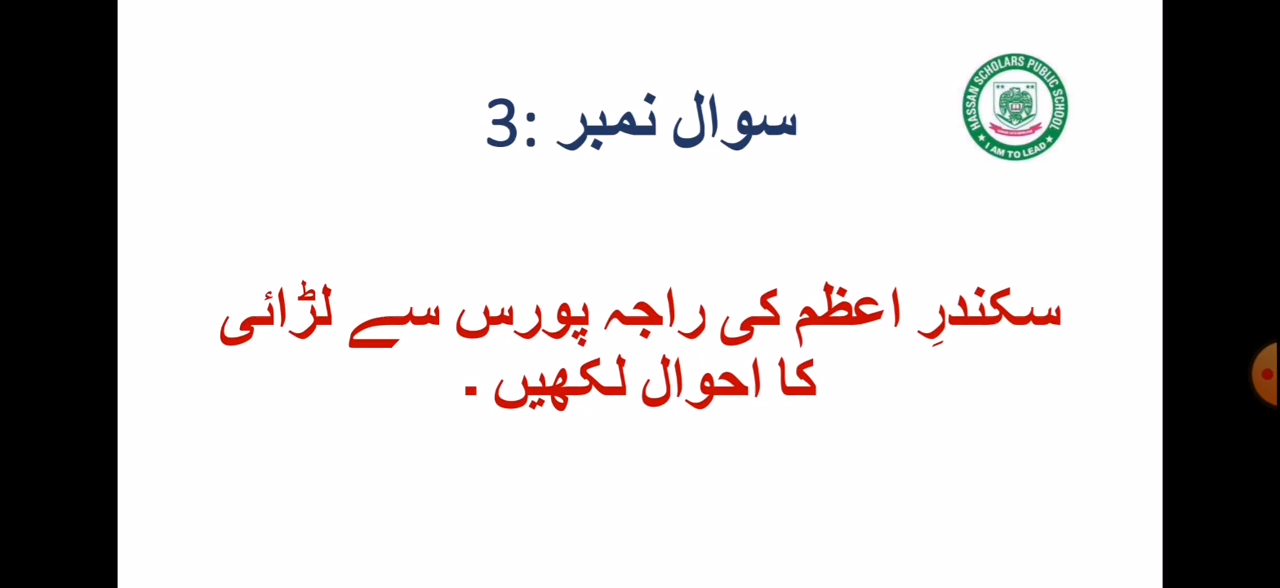 سوال نمبر :3
HASSAN SCHOLARS PUBLIC SCHOOL
I AM TO LEAD
سکندرِ اعظم کی راجہ پورس سے لڑائی
کا احوال لکھیں ۔